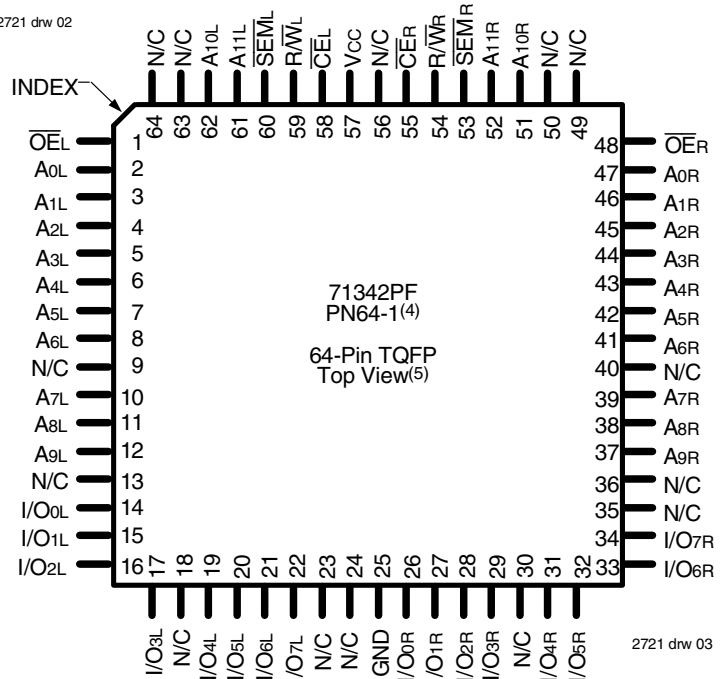 2721 drw 02
INDEX
N/C
N/C
A10L
A11L
SEML
R/WL
CEL
VCC
N/C
CER
R/WR
SEMR
A11R
A10R
N/C
N/C
64
63
62
61
60
59
58
57
56
55
54
53
52
51
50
49
OEL 1
A0L 2
A1L 3
A2L 4
A3L 5
A4L 6
A5L 7
A6L 8
N/C 9
A7L 10
A8L 11
A9L 12
N/C 13
I/O0L 14
I/O1L 15
I/O2L 16
71342PF
PN64-1(4)
64-Pin TQFP
Top View(5)
48 OER
47 A0R
46 A1R
45 A2R
44 A3R
43 A4R
42 A5R
41 A6R
40 N/C
39 A7R
38 A8R
37 A9R
36 N/C
35 N/C
34 I/O7R
33 I/O6R
17
18
19
20
21
22
23
24
25
26
27
28
29
30
31
32
I/O3L
N/C
I/O4L
I/O5L
I/O6L
I/O7L
N/C
N/C
GND
I/O0R
I/O1R
I/O2R
I/O3R
N/C
I/O4R
I/O5R
2721 drw 03